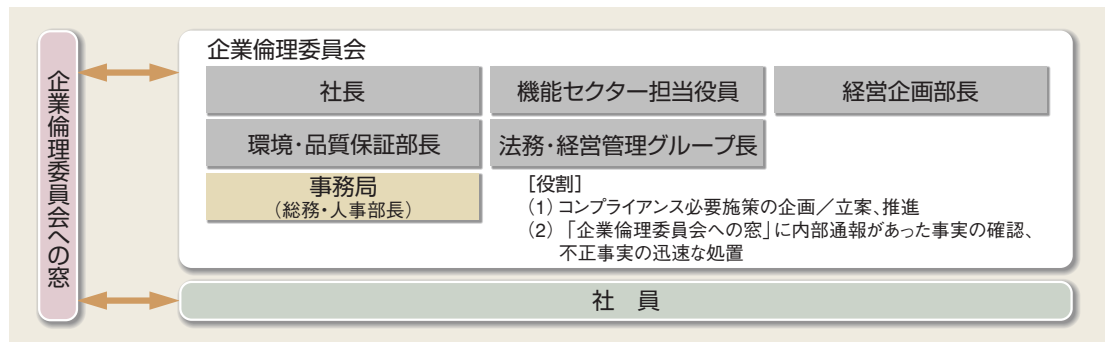 企業倫理委員会への窓
企業倫理委員会
社長
機能セクター担当役員
経営企画部長
環境・品質保証部長
法務・経営管理グループ長
事務局
（総務・人事部長）
［役割］
（1）コンプライアンス必要施策の企画／立案、推進
（2）「企業倫理委員会への窓」に内部通報があった事実の確認、
不正事実の迅速な処置
社　員